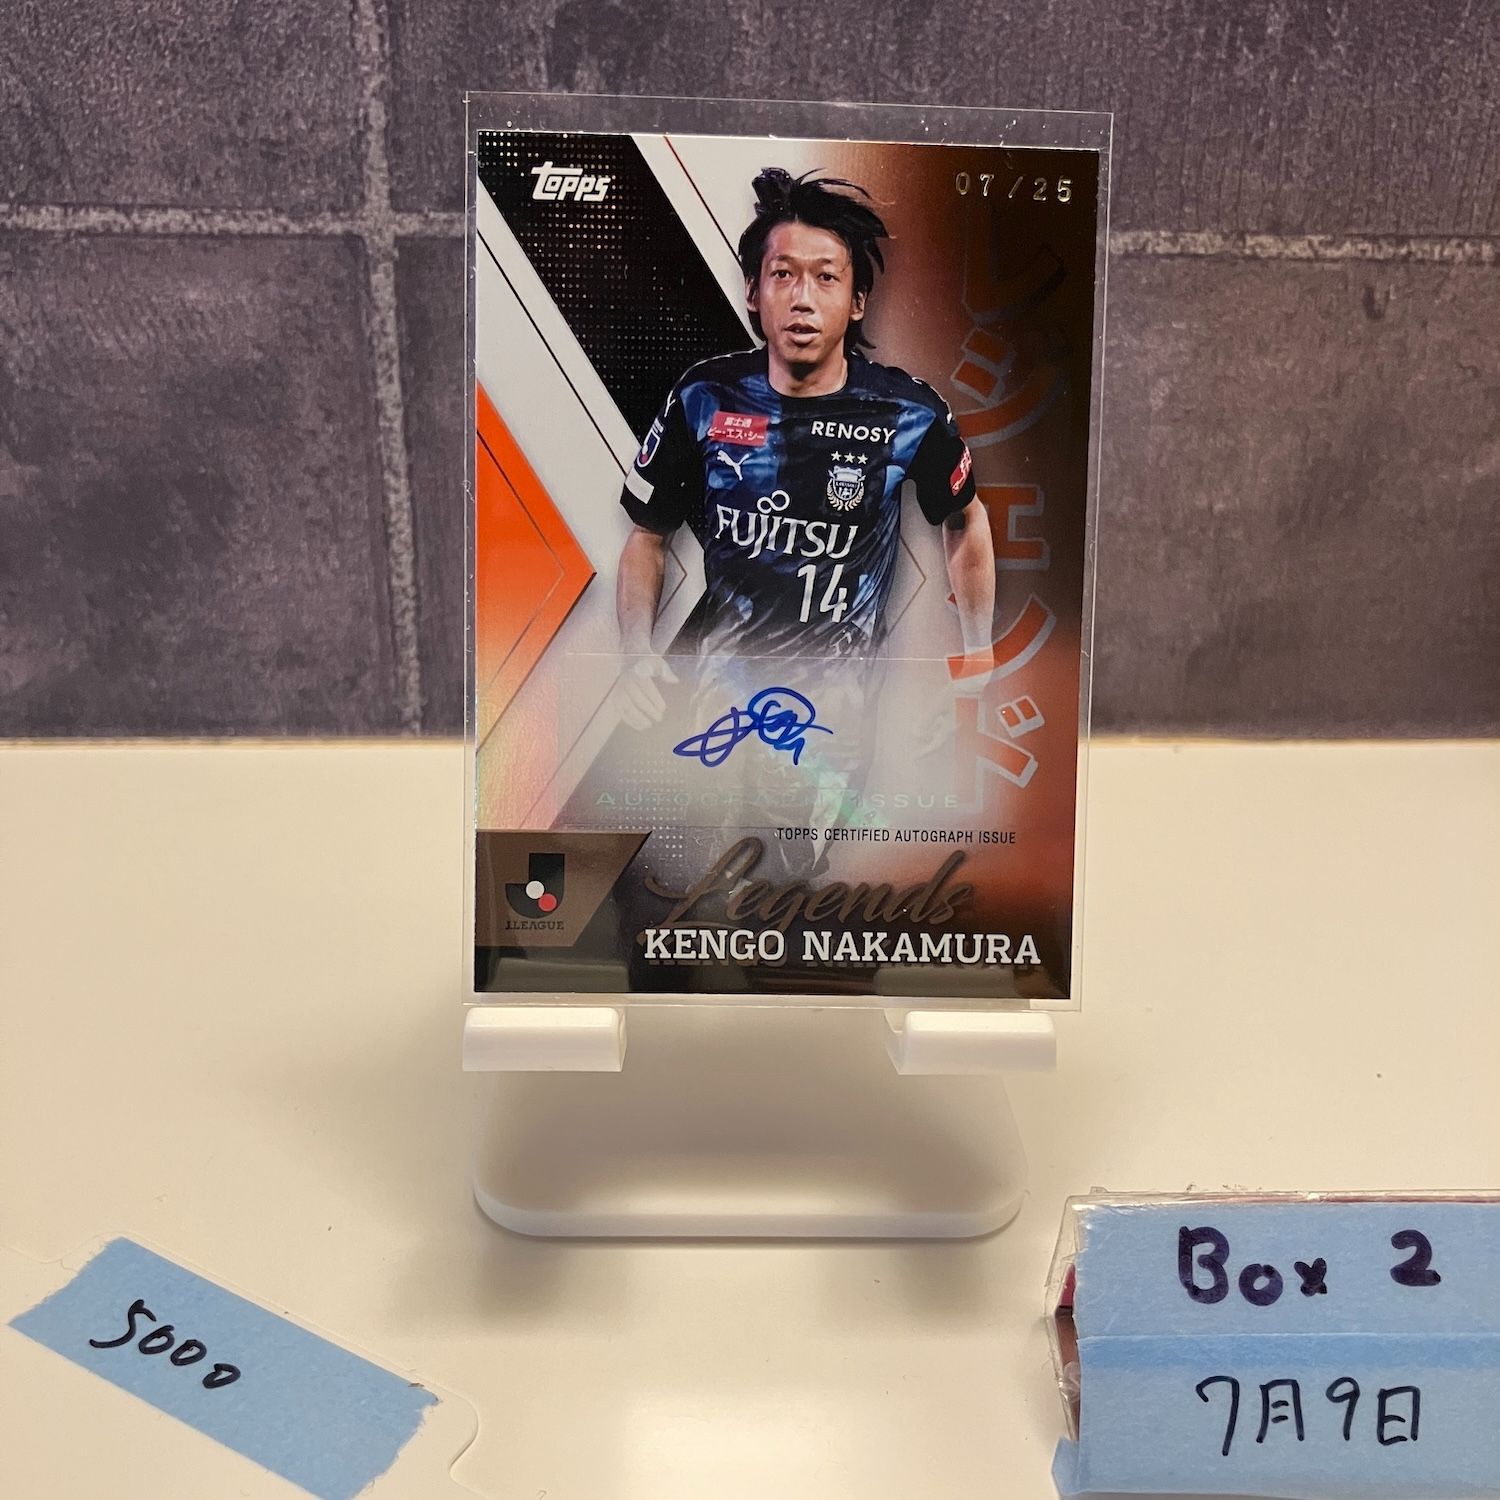 topps
07/25
レジェンド
富士通
ビー・エス・シー
RENOSY
FUJITSU
14
AUTOGRAPH ISSUE
TOPPS CERTIFIED AUTOGRAPH ISSUE
Legends
J.LEAGUE
KENGO NAKAMURA
5000
Box 2
7月9日